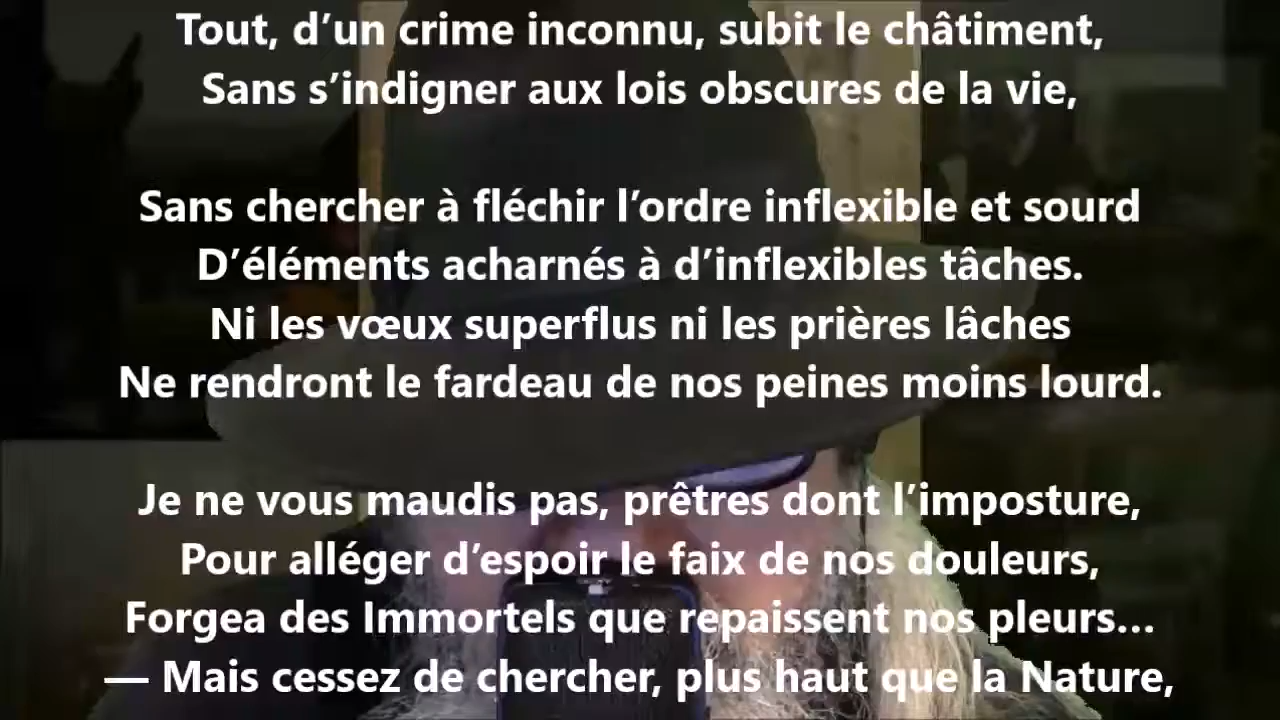 Tout, d’un crime inconnu, subit le châtiment,
Sans s’indigner aux lois obscures de la vie,
Sans chercher à fléchir l’ordre inflexible et sourd
D’éléments acharnés à d’inflexibles tâches.
Ni les vœux superflus ni les prières lâches
Ne rendront le fardeau de nos peines moins lourd.
Je ne vous maudis pas, prêtres dont l’imposture,
Pour alléger d’espoir le faix de nos douleurs,
Forgea des Immortels que repaissent nos pleurs…
— Mais cessez de chercher, plus haut que la Nature,